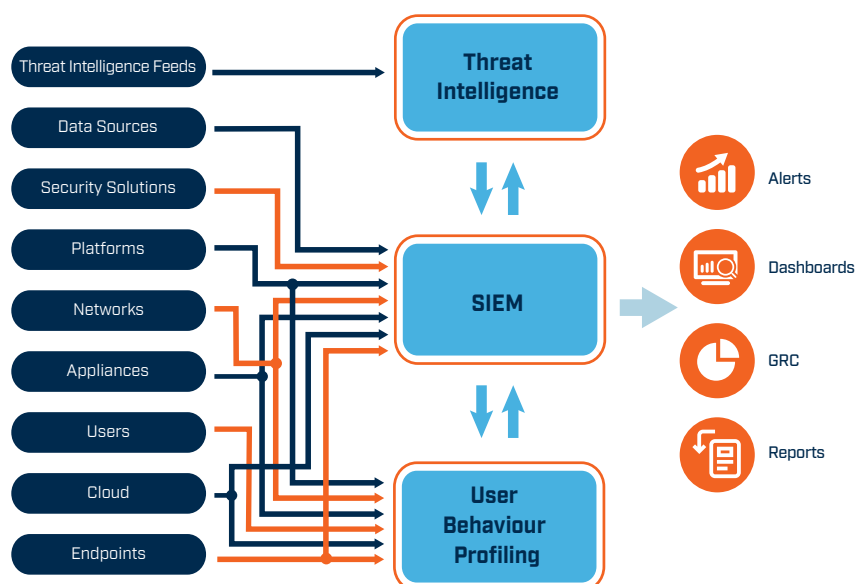 Threat Intelligence Feeds
Data Sources
Security Solutions
Platforms
Networks
Appliances
Users
Cloud
Endpoints
Threat
Intelligence
SIEM
User
Behaviour
Profiling
Alerts
Dashboards
GRC
Reports